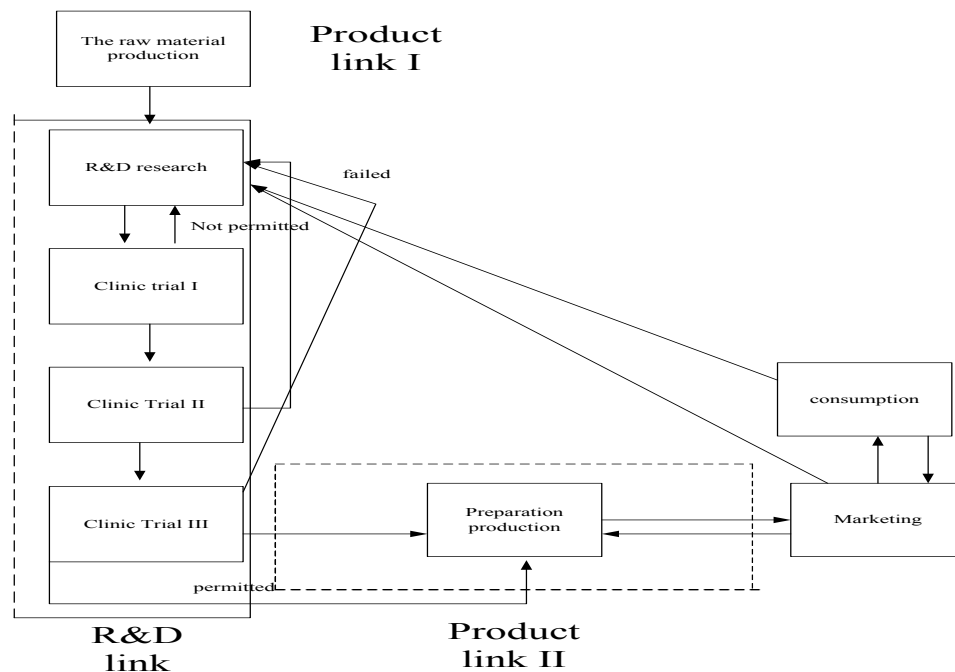 The raw material
production
Product
link I
R&D research
failed
Not permitted
Clinic trial I
Clinic Trial II
consumption
Clinic Trial III
Preparation
production
Marketing
permitted
R&D
link
Product
link II